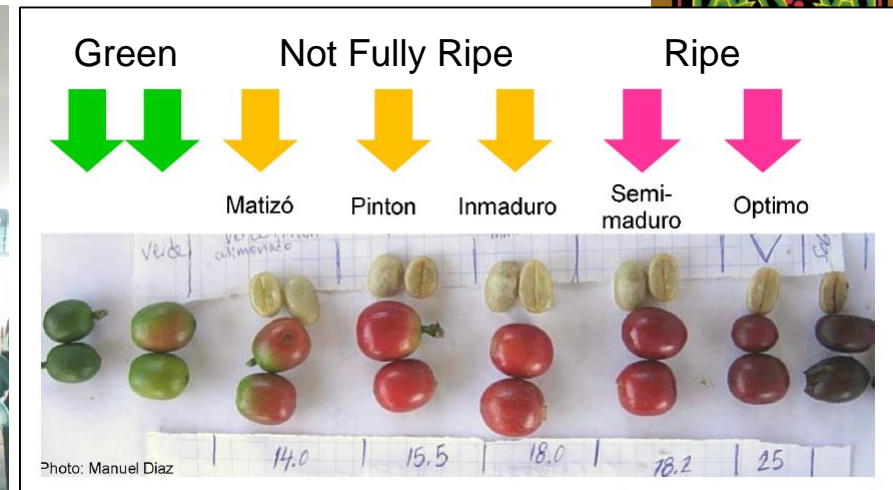 Green Not Fully Ripe Ripe
Matizó Pinton Inmaduro Semi-maduro Optimo
Verde
alimeniado
14.0 15.5 18.0 18.2 25
Photo: Manuel Diaz